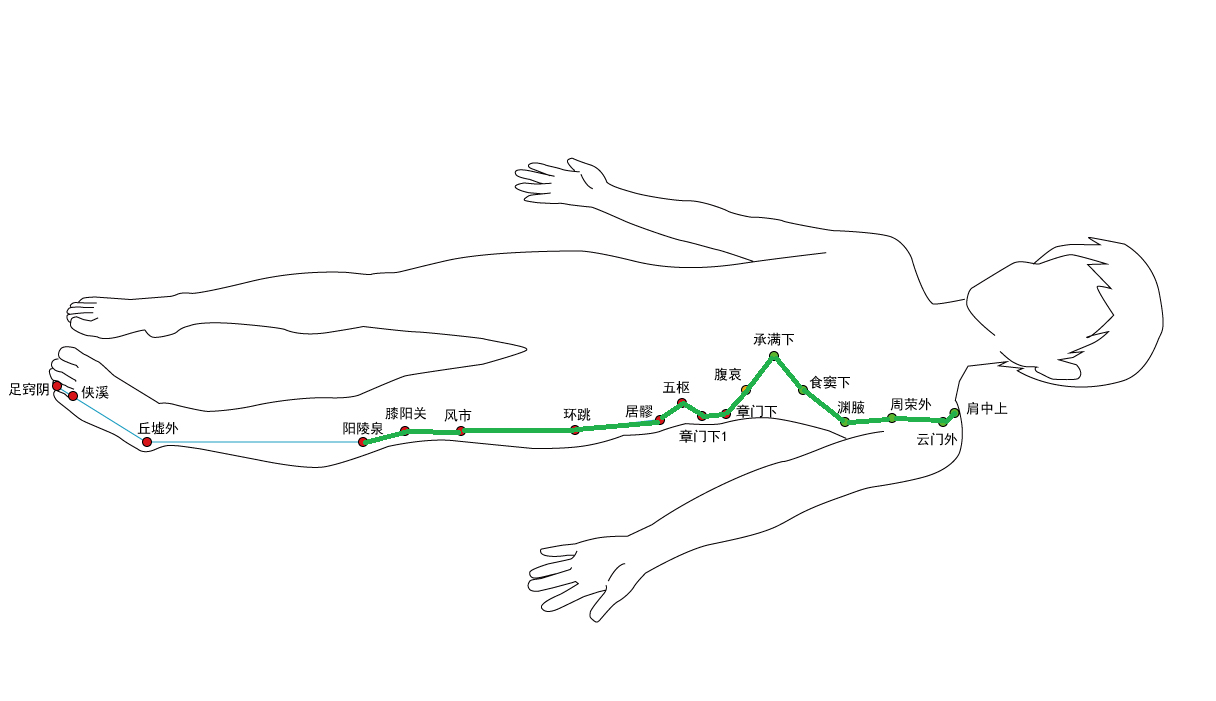 承满下
腹哀
食窦下
五枢
足窍阴
侠溪
渊腋
周荣外
肩中上
膝阳关
风市
环跳
居髎
章门下
丘墟外
阳陵泉
章门下1
云门外